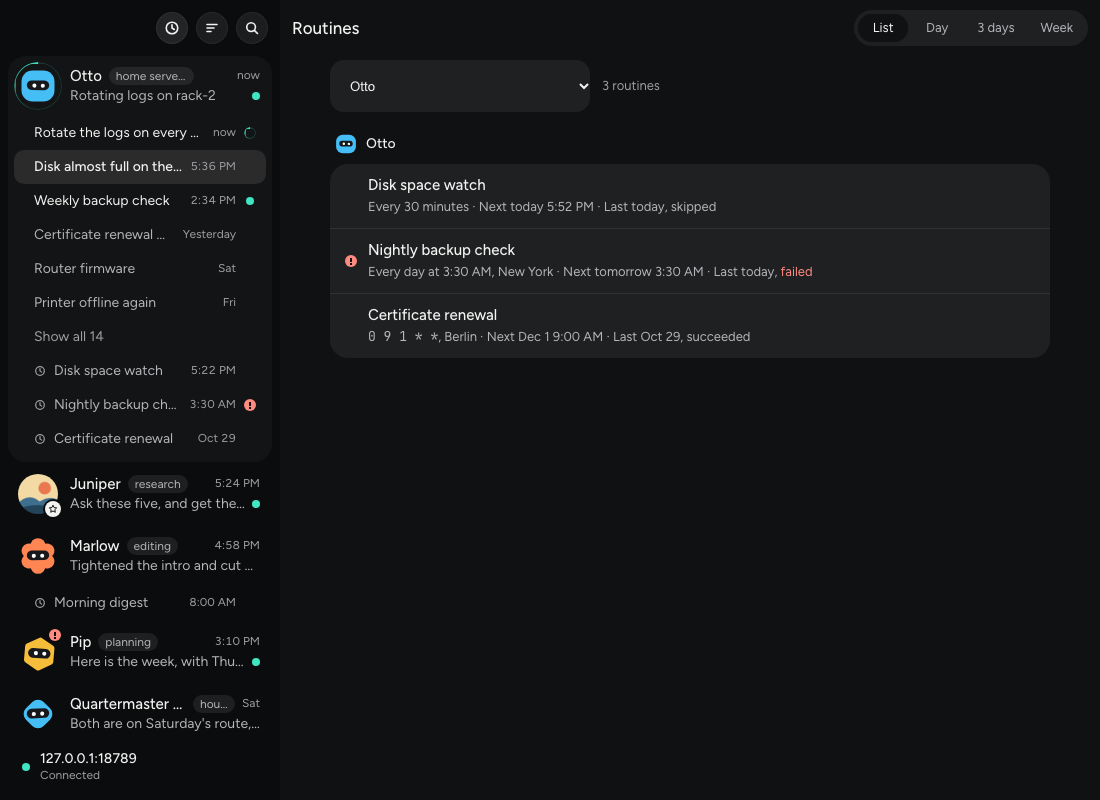 Routines
List Day 3 days Week
Otto home serve... now
Rotating logs on rack-2
Rotate the logs on every ... now
Disk almost full on the... 5:36 PM
Weekly backup check 2:34 PM
Certificate renewal ... Yesterday
Router firmware Sat
Printer offline again Fri
Show all 14
Disk space watch 5:22 PM
Nightly backup ch... 3:30 AM
Certificate renewal Oct 29
Juniper research 5:24 PM
Ask these five, and get the...
Marlow editing 4:58 PM
Tightened the intro and cut ...
Morning digest 8:00 AM
Pip planning 3:10 PM
Here is the week, with Thu...
Quartermaster ... hou... Sat
Both are on Saturday's route,...
127.0.0.1:18789
Connected
Otto 3 routines
Otto
Disk space watch
Every 30 minutes · Next today 5:52 PM · Last today, skipped
Nightly backup check
Every day at 3:30 AM, New York · Next tomorrow 3:30 AM · Last today, failed
Certificate renewal
0 9 1 * *, Berlin · Next Dec 1 9:00 AM · Last Oct 29, succeeded